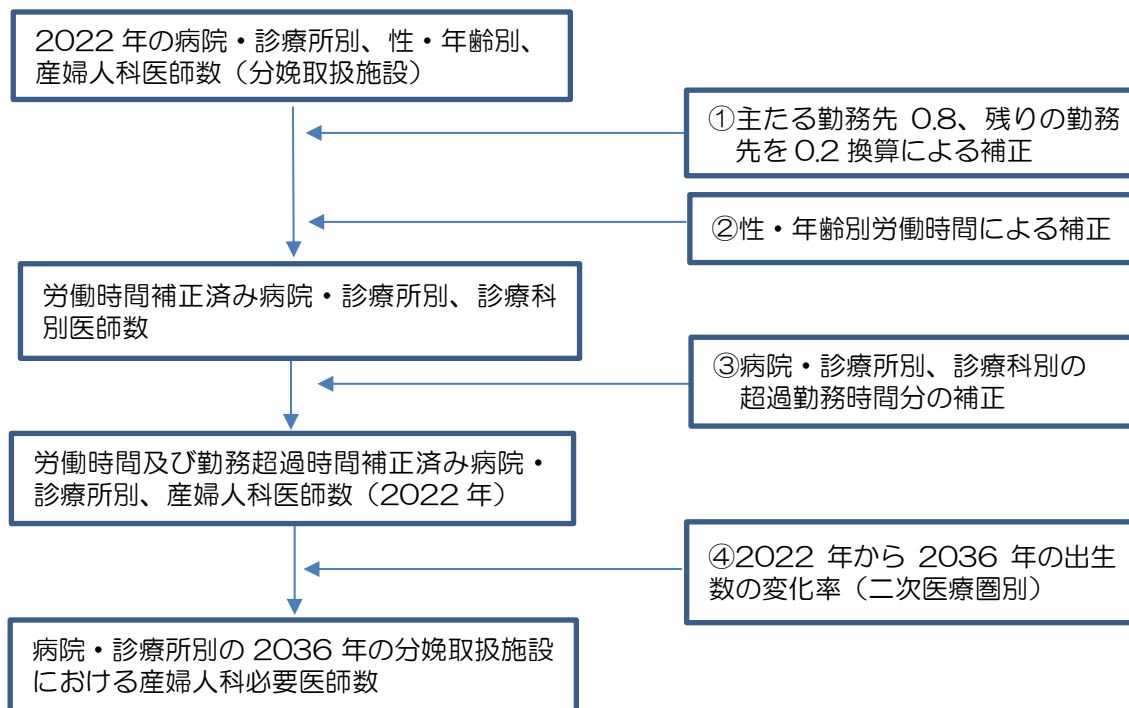 2022 年の病院・診療所別、性・年齢別、
産婦人科医師数（分娩取扱施設）
①主たる勤務先 0.8、残りの勤務
先を 0.2 換算による補正
②性・年齢別労働時間による補正
労働時間補正済み病院・診療所別、診療科
別医師数
③病院・診療所別、診療科別の
超過勤務時間分の補正
労働時間及び勤務超過時間補正済み病院・
診療所別、産婦人科医師数（2022 年）
④2022 年から 2036 年の出生
数の変化率（二次医療圏別）
病院・診療所別の 2036 年の分娩取扱施設
における産婦人科必要医師数